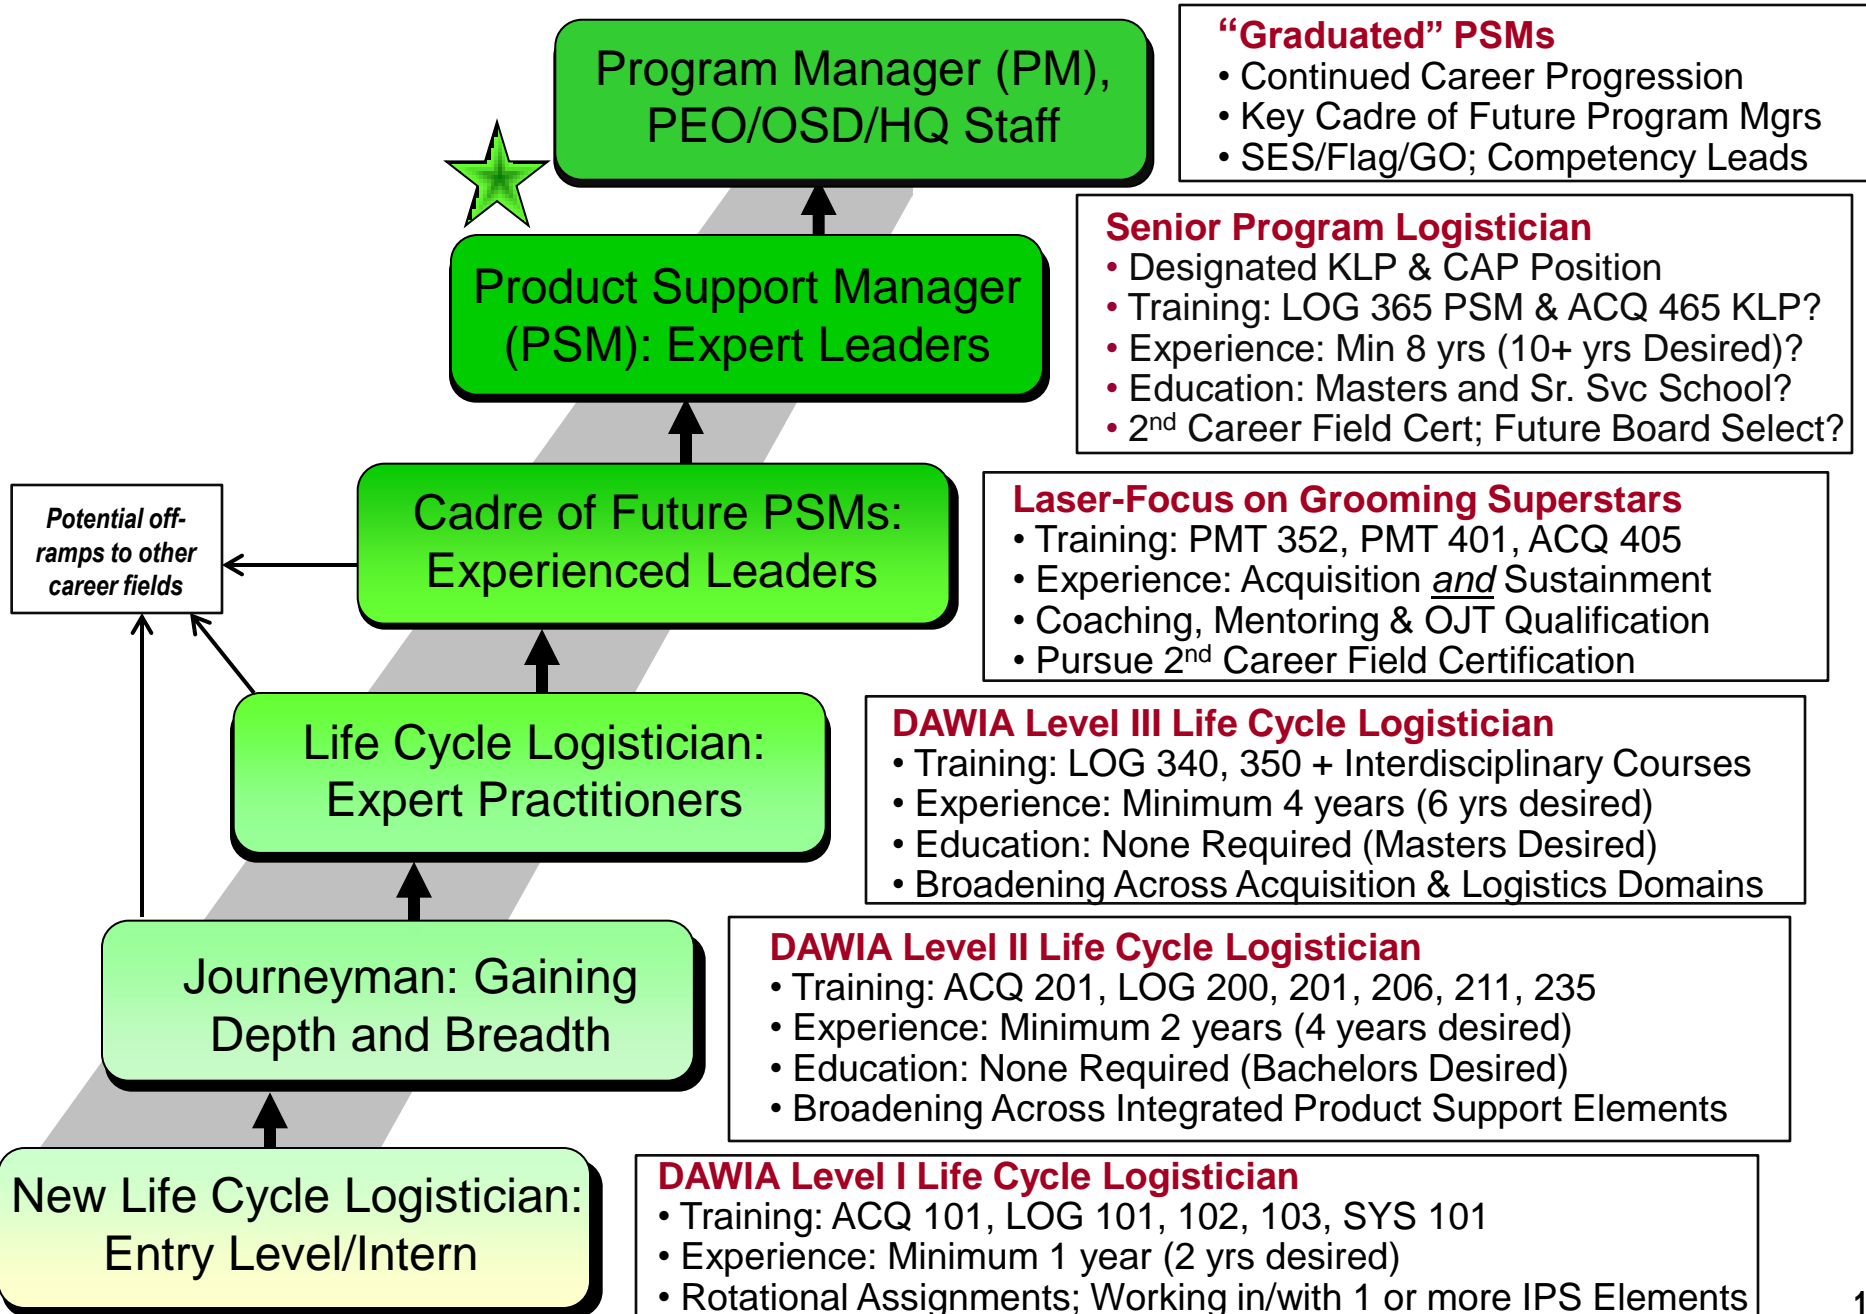 Program Manager (PM),
PEO/OSD/HQ Staff
“Graduated” PSMs
• Continued Career Progression
• Key Cadre of Future Program Mgrs
• SES/Flag/GO; Competency Leads
Product Support Manager
(PSM): Expert Leaders
Senior Program Logistician
• Designated KLP & CAP Position
• Training: LOG 365 PSM & ACQ 465 KLP?
• Experience: Min 8 yrs (10+ yrs Desired)?
• Education: Masters and Sr. Svc School?
• 2nd Career Field Cert; Future Board Select?
Potential off-
ramps to other
career fields
Cadre of Future PSMs:
Experienced Leaders
Laser-Focus on Grooming Superstars
• Training: PMT 352, PMT 401, ACQ 405
• Experience: Acquisition and Sustainment
• Coaching, Mentoring & OJT Qualification
• Pursue 2nd Career Field Certification
Life Cycle Logistician:
Expert Practitioners
DAWIA Level III Life Cycle Logistician
• Training: LOG 340, 350 + Interdisciplinary Courses
• Experience: Minimum 4 years (6 yrs desired)
• Education: None Required (Masters Desired)
• Broadening Across Acquisition & Logistics Domains
Journeyman: Gaining
Depth and Breadth
DAWIA Level II Life Cycle Logistician
• Training: ACQ 201, LOG 200, 201, 206, 211, 235
• Experience: Minimum 2 years (4 years desired)
• Education: None Required (Bachelors Desired)
• Broadening Across Integrated Product Support Elements
New Life Cycle Logistician:
Entry Level/Intern
DAWIA Level I Life Cycle Logistician
• Training: ACQ 101, LOG 101, 102, 103, SYS 101
• Experience: Minimum 1 year (2 yrs desired)
• Rotational Assignments; Working in/with 1 or more IPS Elements
1